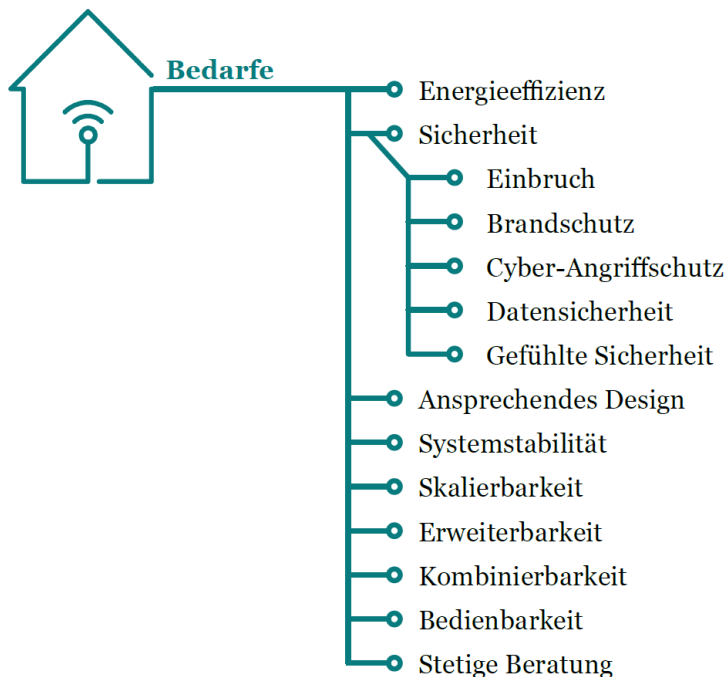 Bedarfe
Energieeffizienz
Sicherheit
Einbruch
Brandschutz
Cyber-Angriffschutz
Datensicherheit
Gefühlte Sicherheit
Ansprechendes Design
Systemstabilität
Skalierbarkeit
Erweiterbarkeit
Kombinierbarkeit
Bedienbarkeit
Stetige Beratung